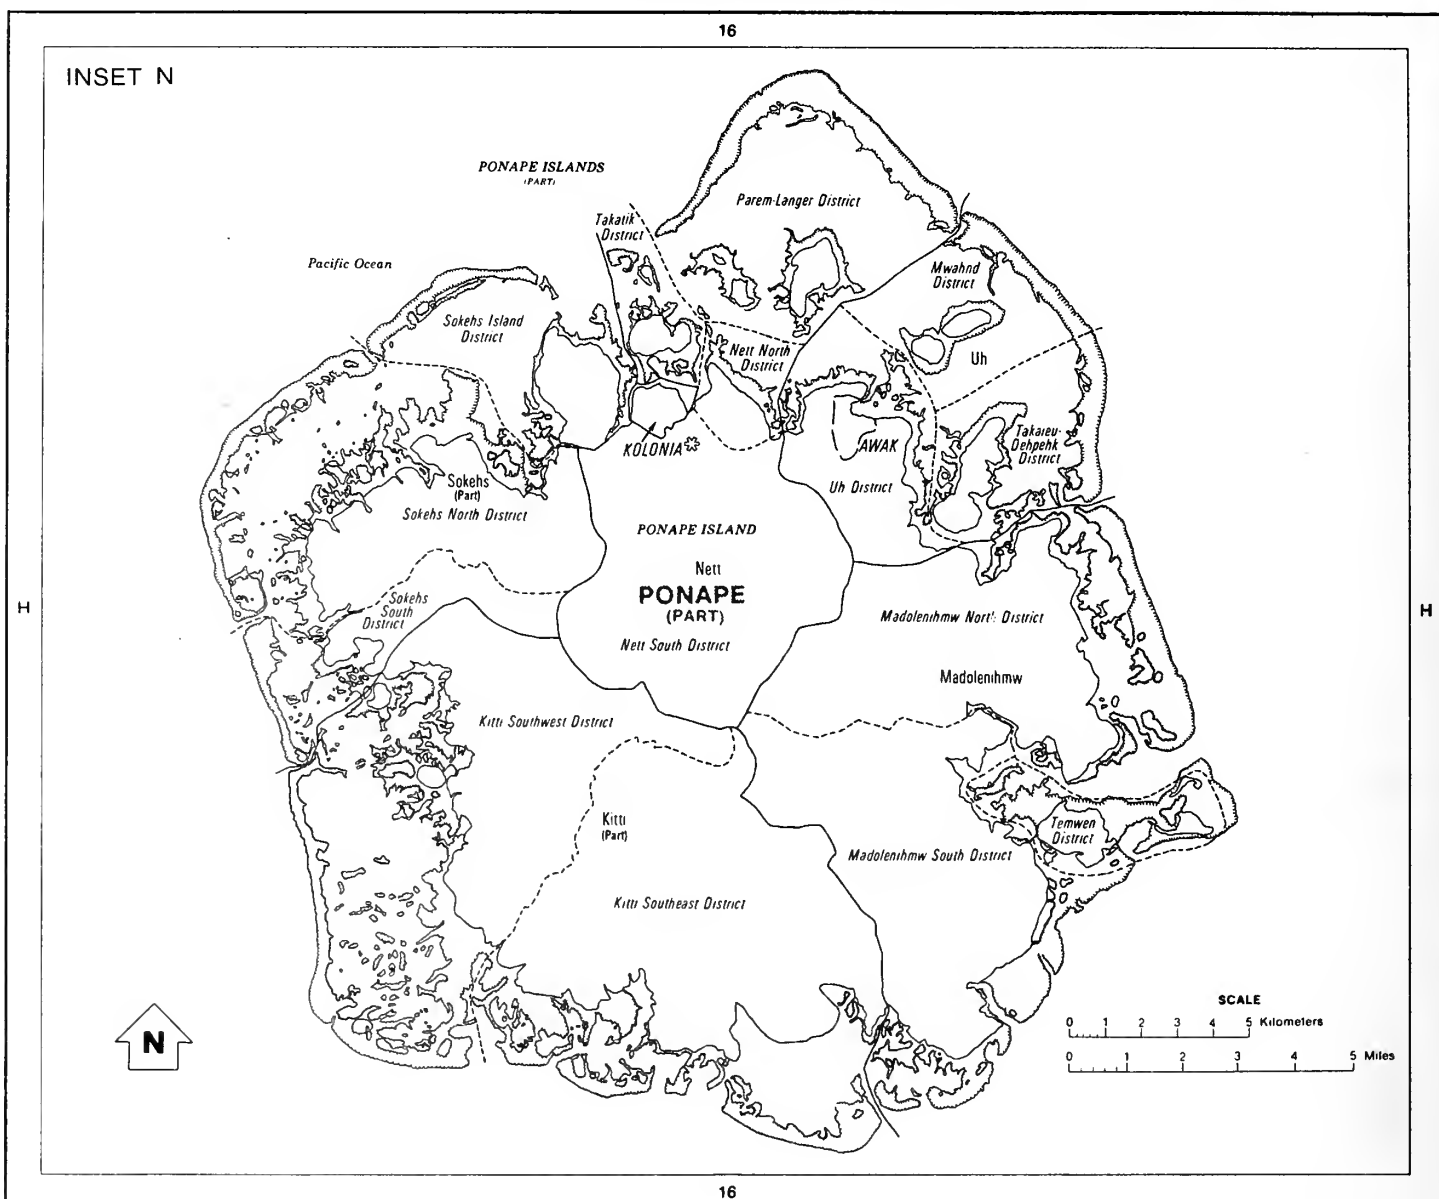 16
INSET N
PONAPE ISLANDS
(PART)
Parem-Langer District
Takatik
District
Pacific Ocean
Mwahnd
District
Sokehs Island
District
Nett North
District
Uh
KOLONIA*
AWAK
Takaieu-
Dehpehk
District
Sokehs
(Part)
Uh District
Sokehs North District
PONAPE ISLAND
Nett
PONAPE
(PART)
Sokehs
South
District
H
H
Madolenihmw North District
Nett South District
Madolenihmw
Kitti Southwest District
Kitti
(Part)
Temwen
District
Madolenihmw South District
Kitti Southeast District
SCALE
0 1 2 3 4 5 Kilometers
0 1 2 3 4 5 Miles
N
16